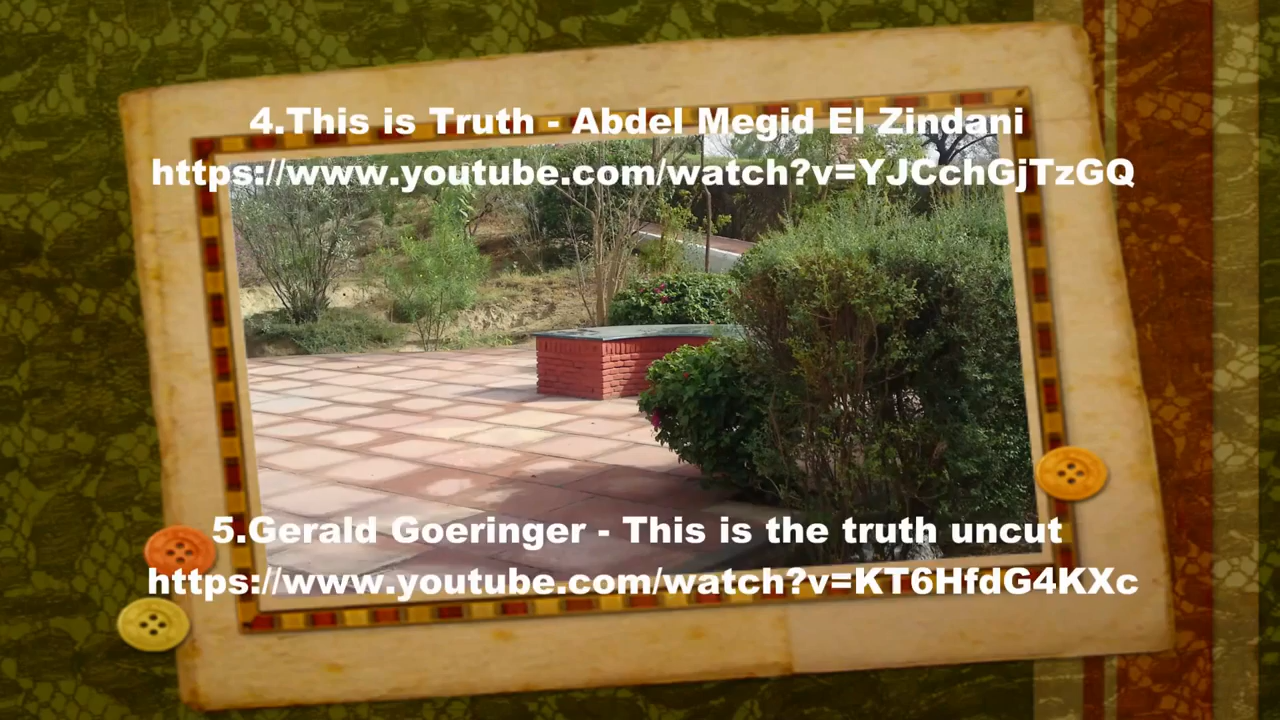 4.This is Truth - Abdel Megid El Zindani
https://www.youtube.com/watch?v=YJCchGjTzGQ
5.Gerald Goeringer - This is the truth uncut
https://www.youtube.com/watch?v=KT6HfdG4KXc